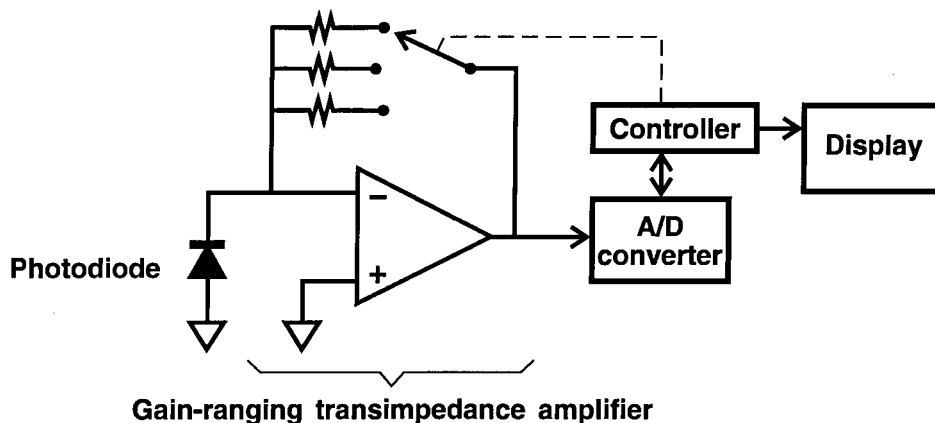 Controller
Display
A/D
converter
Photodiode
−
+
Gain-ranging transimpedance amplifier